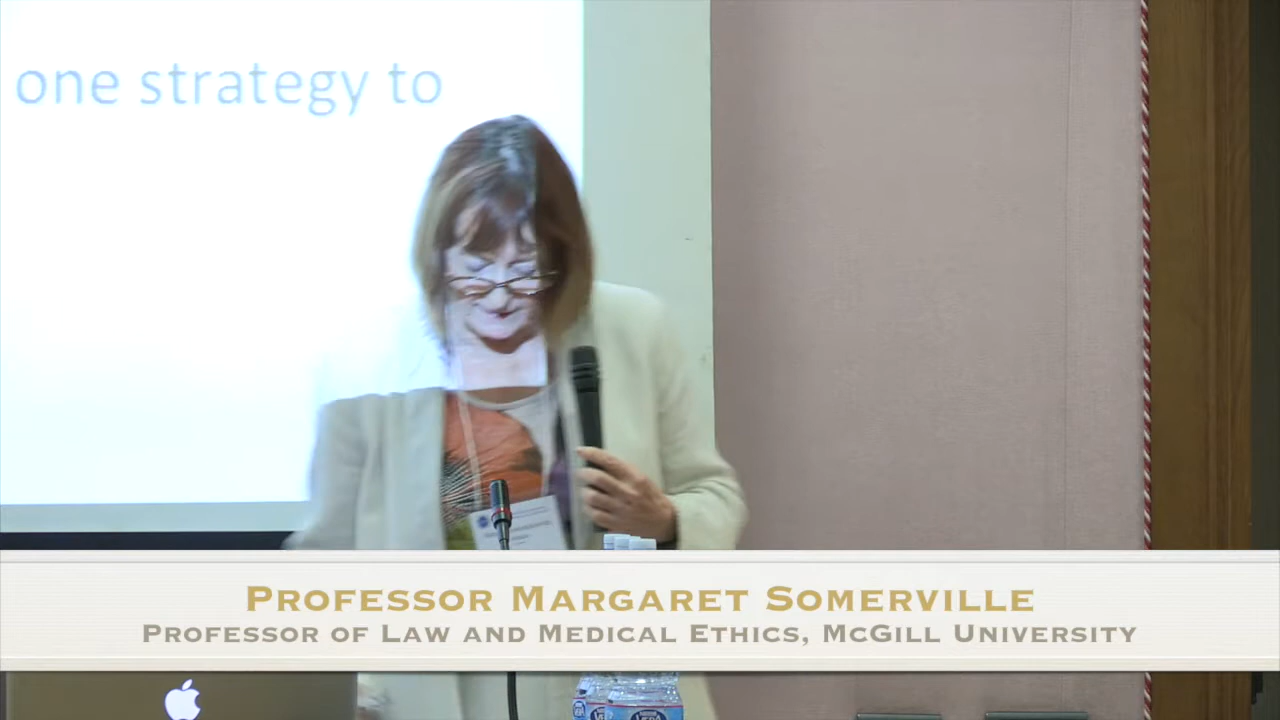 one strategy to
PROFESSOR MARGARET SOMERVILLE
PROFESSOR OF LAW AND MEDICAL ETHICS, MCGILL UNIVERSITY